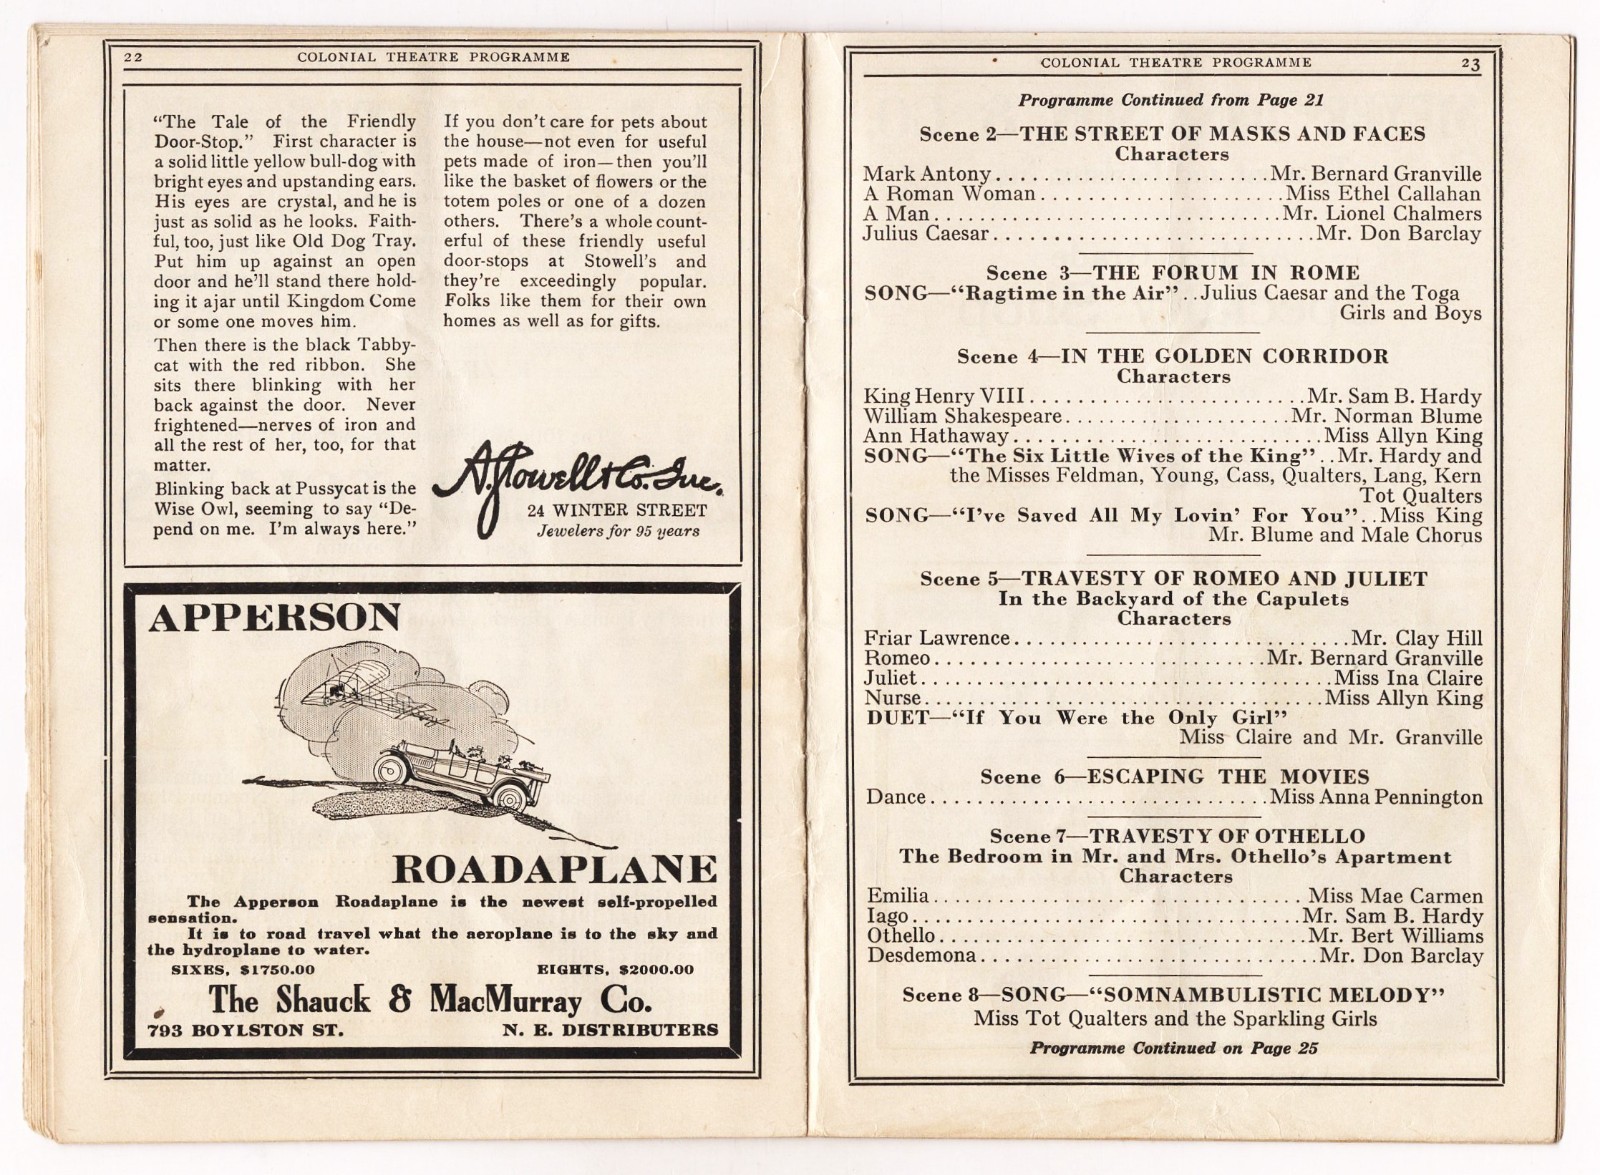 22 COLONIAL THEATRE PROGRAMME
“The Tale of the Friendly
Door-Stop.” First character is
a solid little yellow bull-dog with
bright eyes and upstanding ears.
His eyes are crystal, and he is
just as solid as he looks. Faith-
ful, too, just like Old Dog Tray.
Put him up against an open
door and he’ll stand there hold-
ing it ajar until Kingdom Come
or some one moves him.
Then there is the black Tabby-
cat with the red ribbon. She
sits there blinking with her
back against the door. Never
frightened—nerves of iron and
all the rest of her, too, for that
matter.
Blinking back at Pussycat is the
Wise Owl, seeming to say “De-
pend on me. I’m always here.”
If you don’t care for pets about
the house—not even for useful
pets made of iron—then you’ll
like the basket of flowers or the
totem poles or one of a dozen
others. There’s a whole count-
erful of these friendly useful
door-stops at Stowell’s and
they’re exceedingly popular.
Folks like them for their own
homes as well as for gifts.
A. Stowell & Co. Inc.
24 WINTER STREET
Jewelers for 95 years
APPERSON
ROADAPLANE
The Apperson Roadaplane is the newest self-propelled
sensation.
It is to road travel what the aeroplane is to the sky and
the hydroplane to water.
SIXES, $1750.00 EIGHTS, $2000.00
The Shauck & MacMurray Co.
793 BOYLSTON ST. N. E. DISTRIBUTERS
COLONIAL THEATRE PROGRAMME 23
Programme Continued from Page 21
Scene 2—THE STREET OF MASKS AND FACES
Characters
Mark Antony..........Mr. Bernard Granville
A Roman Woman..........Miss Ethel Callahan
A Man..........Mr. Lionel Chalmers
Julius Caesar..........Mr. Don Barclay
Scene 3—THE FORUM IN ROME
SONG—“Ragtime in the Air”..Julius Caesar and the Toga
Girls and Boys
Scene 4—IN THE GOLDEN CORRIDOR
Characters
King Henry VIII..........Mr. Sam B. Hardy
William Shakespeare..........Mr. Norman Blume
Ann Hathaway..........Miss Allyn King
SONG—“The Six Little Wives of the King”..Mr. Hardy and
the Misses Feldman, Young, Cass, Qualters, Lang, Kern
Tot Qualters
SONG—“I’ve Saved All My Lovin’ For You”..Miss King
Mr. Blume and Male Chorus
Scene 5—TRAVESTY OF ROMEO AND JULIET
In the Backyard of the Capulets
Characters
Friar Lawrence..........Mr. Clay Hill
Romeo..........Mr. Bernard Granville
Juliet..........Miss Ina Claire
Nurse..........Miss Allyn King
DUET—“If You Were the Only Girl”
Miss Claire and Mr. Granville
Scene 6—ESCAPING THE MOVIES
Dance..........Miss Anna Pennington
Scene 7—TRAVESTY OF OTHELLO
The Bedroom in Mr. and Mrs. Othello’s Apartment
Characters
Emilia..........Miss Mae Carmen
Iago..........Mr. Sam B. Hardy
Othello..........Mr. Bert Williams
Desdemona..........Mr. Don Barclay
Scene 8—SONG—“SOMNAMBULISTIC MELODY”
Miss Tot Qualters and the Sparkling Girls
Programme Continued on Page 25